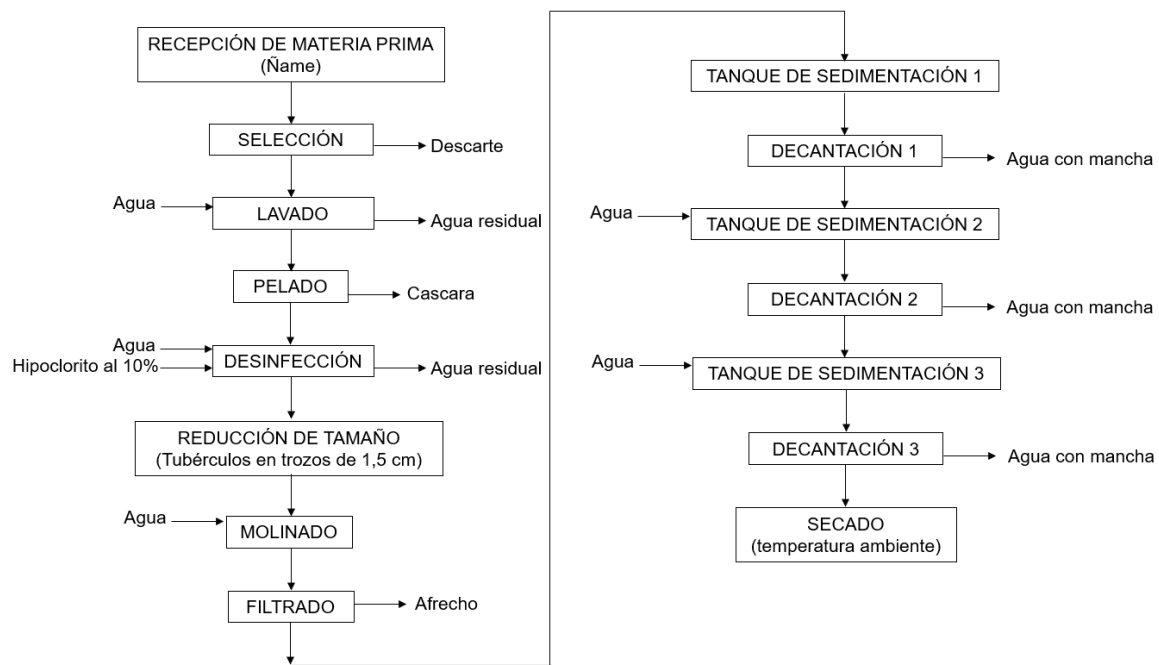 RECEPCIÓN DE MATERIA PRIMA
(Ñame)
SELECCIÓN
Descarte
Agua
LAVADO
Agua residual
PELADO
Cascara
Agua
Hipoclorito al 10%
DESINFECCIÓN
Agua residual
REDUCCIÓN DE TAMAÑO
(Tubérculos en trozos de 1,5 cm)
Agua
MOLINADO
FILTRADO
Afrecho
TANQUE DE SEDIMENTACIÓN 1
DECANTACIÓN 1
Agua con mancha
Agua
TANQUE DE SEDIMENTACIÓN 2
DECANTACIÓN 2
Agua con mancha
Agua
TANQUE DE SEDIMENTACIÓN 3
DECANTACIÓN 3
Agua con mancha
SECADO
(temperatura ambiente)